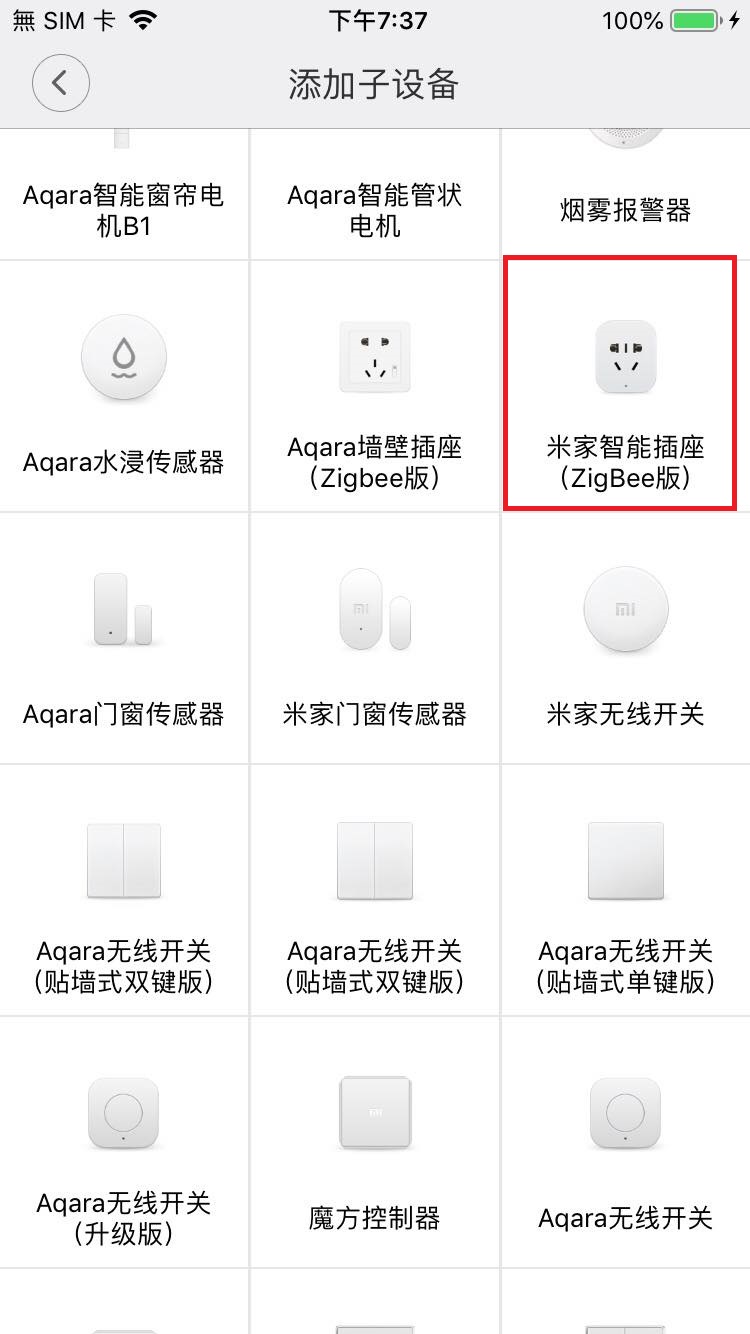 無 SIM 卡 下午7:37 100%
添加子设备
Aqara智能窗帘电
机B1
Aqara智能管状
电机
烟雾报警器
Aqara水浸传感器
Aqara墙壁插座
（Zigbee版）
米家智能插座
（ZigBee版）
Aqara门窗传感器
MI
米家门窗传感器
MI
米家无线开关
Aqara无线开关
（贴墙式双键版）
Aqara无线开关
（贴墙式双键版）
Aqara无线开关
（贴墙式单键版）
Aqara无线开关
（升级版）
MI
魔方控制器
Aqara无线开关